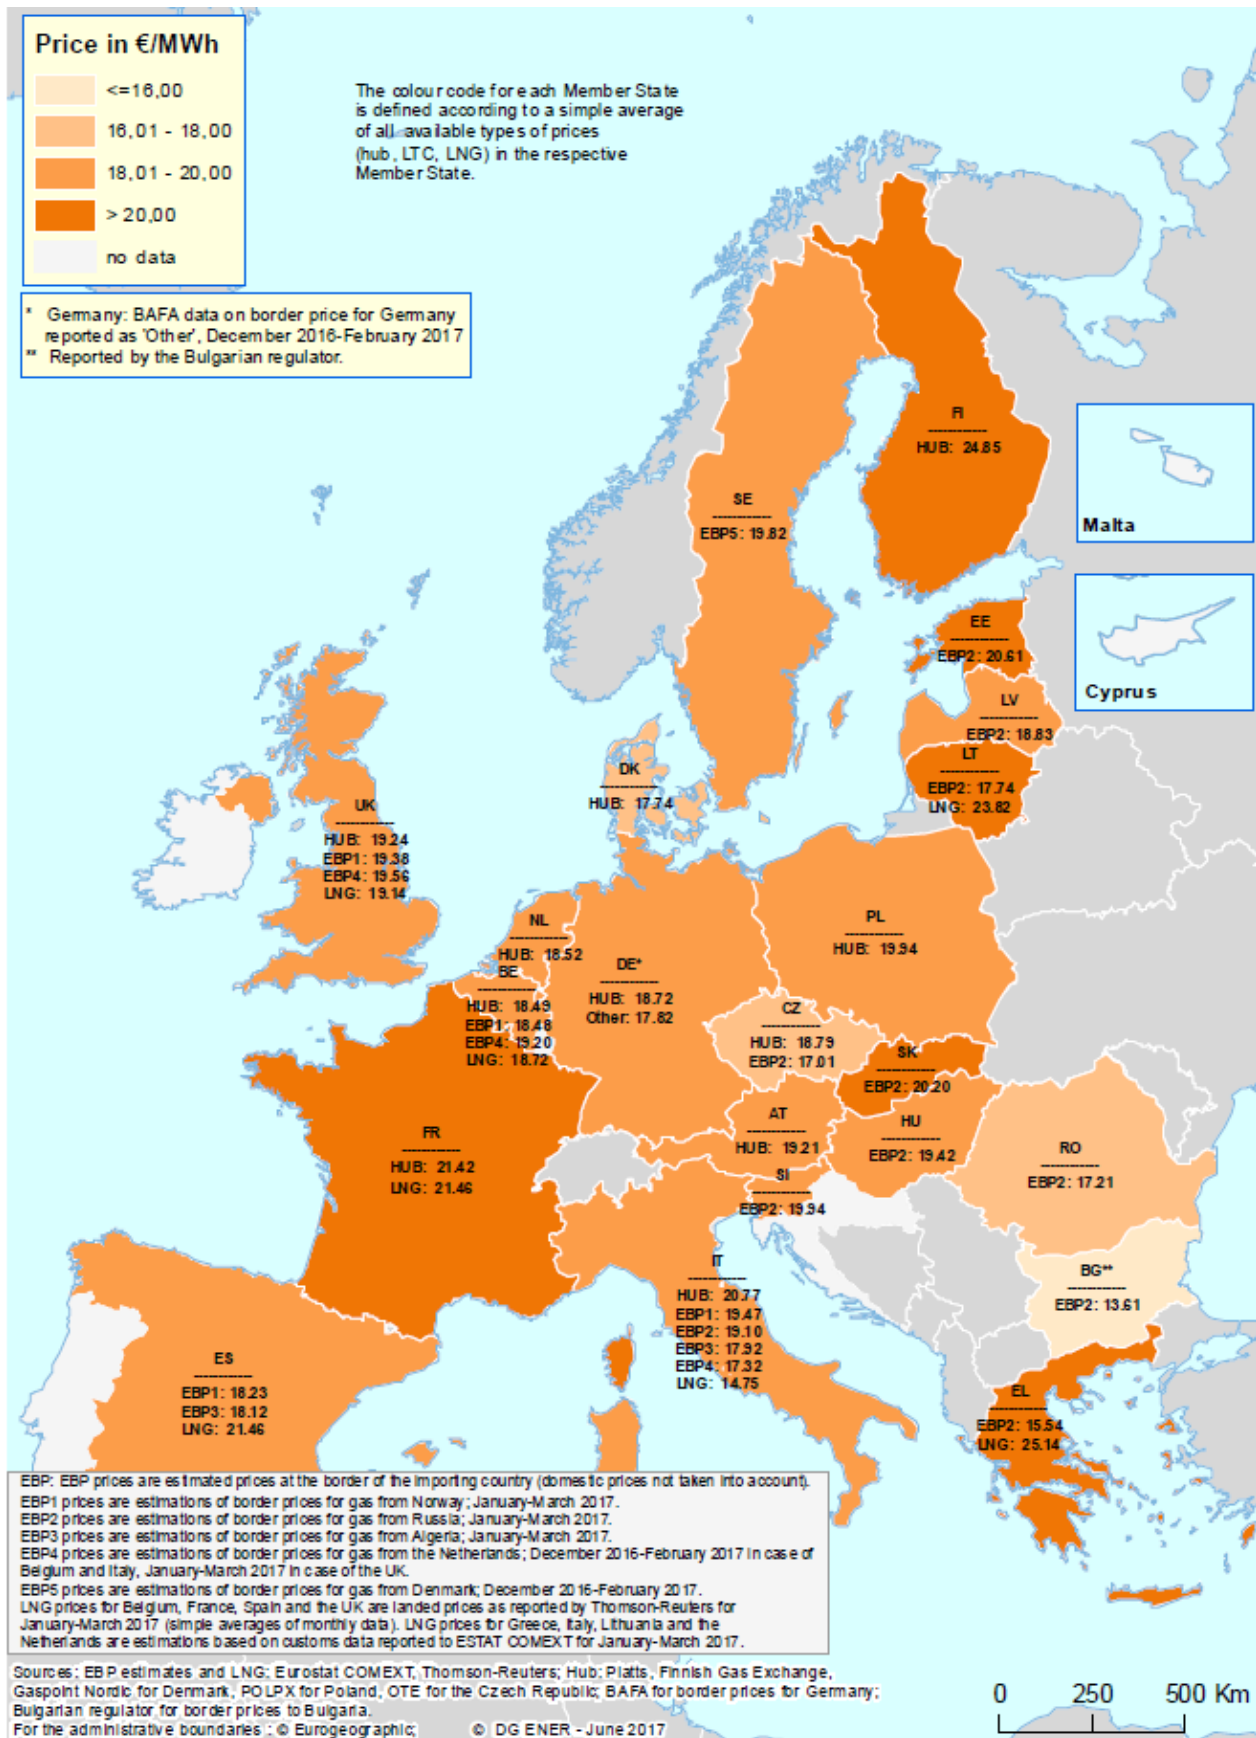 Price in €/MWh
<=16,00
16,01 - 18,00
18,01 - 20,00
> 20,00
no data
The colour code for each Member State
is defined according to a simple average
of all available types of prices
(hub, LTC, LNG) in the respective
Member State.
* Germany: BAFA data on border price for Germany
reported as 'Other', December 2016-February 2017
** Reported by the Bulgarian regulator.
FI
HUB: 24.85
Malta
SE
EBP5: 19.82
Cyprus
EE
EBP2: 20.61
LV
EBP2: 18.83
LT
EBP2: 17.74
LNG: 23.82
DK
HUB: 17.74
UK
HUB: 19.24
EBP1: 19.38
EBP4: 19.56
LNG: 19.14
NL
HUB: 18.52
BE
HUB: 18.49
EBP1: 18.48
EBP4: 19.20
LNG: 18.72
DE*
HUB: 18.72
Other: 17.82
PL
HUB: 19.94
CZ
HUB: 18.79
EBP2: 17.01
SK
EBP2: 20.20
AT
HUB: 19.21
HU
EBP2: 19.42
FR
HUB: 21.42
LNG: 21.46
SI
EBP2: 19.94
RO
EBP2: 17.21
IT
HUB: 20.77
EBP1: 19.47
EBP2: 19.10
EBP3: 17.92
EBP4: 17.32
LNG: 14.75
BG**
EBP2: 13.61
ES
EBP1: 18.23
EBP3: 18.12
LNG: 21.46
EL
EBP2: 15.54
LNG: 25.14
EBP: EBP prices are estimated prices at the border of the importing country (domestic prices not taken into account).
EBP1 prices are estimations of border prices for gas from Norway; January-March 2017.
EBP2 prices are estimations of border prices for gas from Russia; January-March 2017.
EBP3 prices are estimations of border prices for gas from Algeria; January-March 2017.
EBP4 prices are estimations of border prices for gas from the Netherlands; December 2016-February 2017 in case of
Belgium and Italy, January-March 2017 in case of the UK.
EBP5 prices are estimations of border prices for gas from Denmark; December 2016-February 2017.
LNG prices for Belgium, France, Spain and the UK are landed prices as reported by Thomson-Reuters for
January-March 2017 (simple averages of monthly data). LNG prices for Greece, Italy, Lithuania and the
Netherlands are estimations based on customs data reported to ESTAT COMEXT for January-March 2017.
Sources: EBP estimates and LNG: Eurostat COMEXT, Thomson-Reuters; Hub: Platts, Finnish Gas Exchange,
Gaspoint Nordic for Denmark, POLPX for Poland, OTE for the Czech Republic; BAFA for border prices for Germany;
Bulgarian regulator for border prices to Bulgaria.
For the administrative boundaries : © Eurogeographic; © DG ENER - June 2017
0 250 500 Km